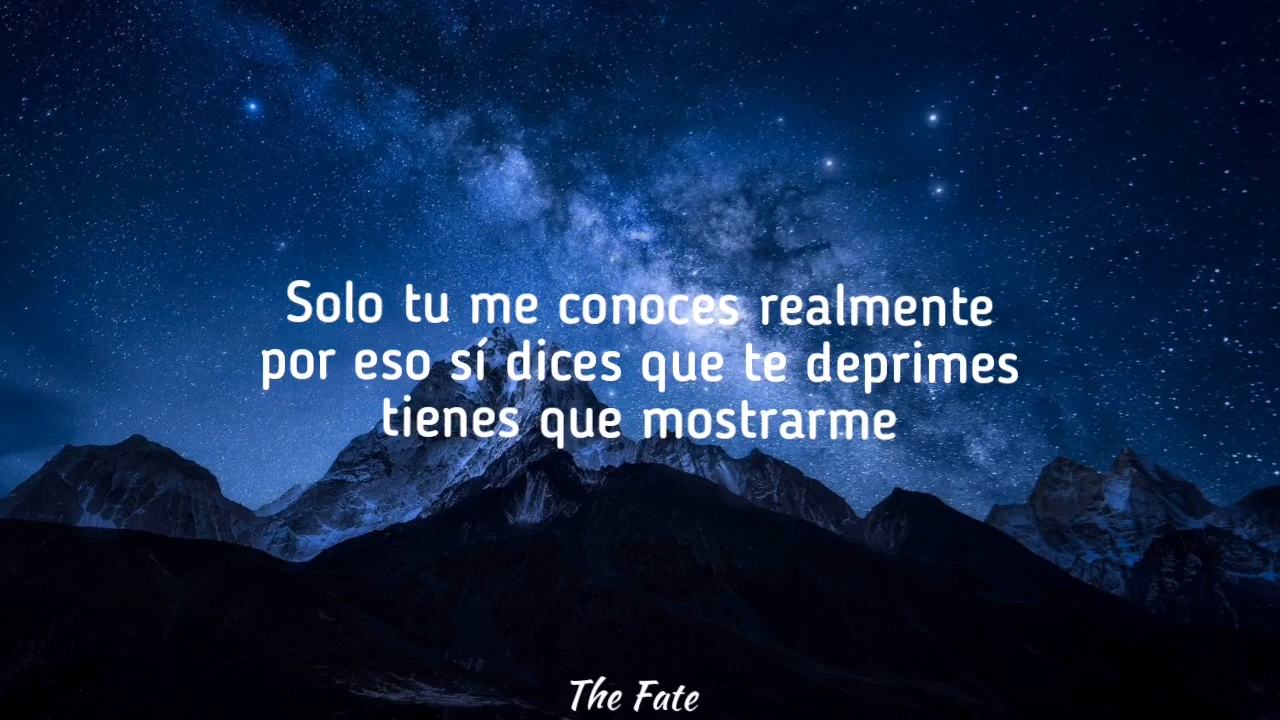 Solo tu me conoces realmente
por eso sí dices que te deprimes
tienes que mostrarme
The Fate